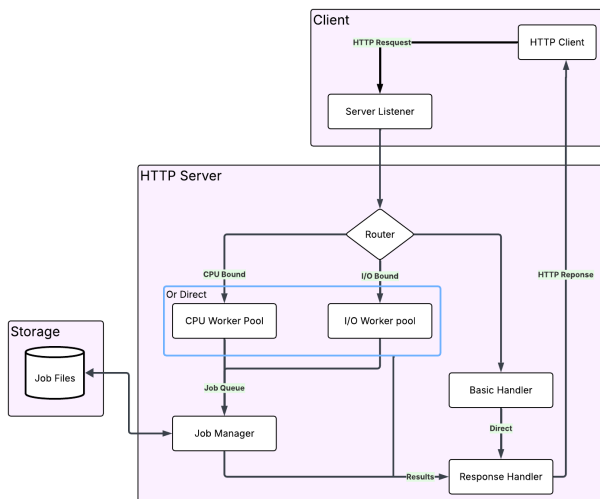 Client
HTTP Client
HTTP Resquest
Server Listener
HTTP Server
Router
CPU Bound
I/O Bound
HTTP Reponse
Or Direct
CPU Worker Pool
I/O Worker pool
Storage
Job Files
Job Queue
Basic Handler
Direct
Job Manager
Results
Response Handler